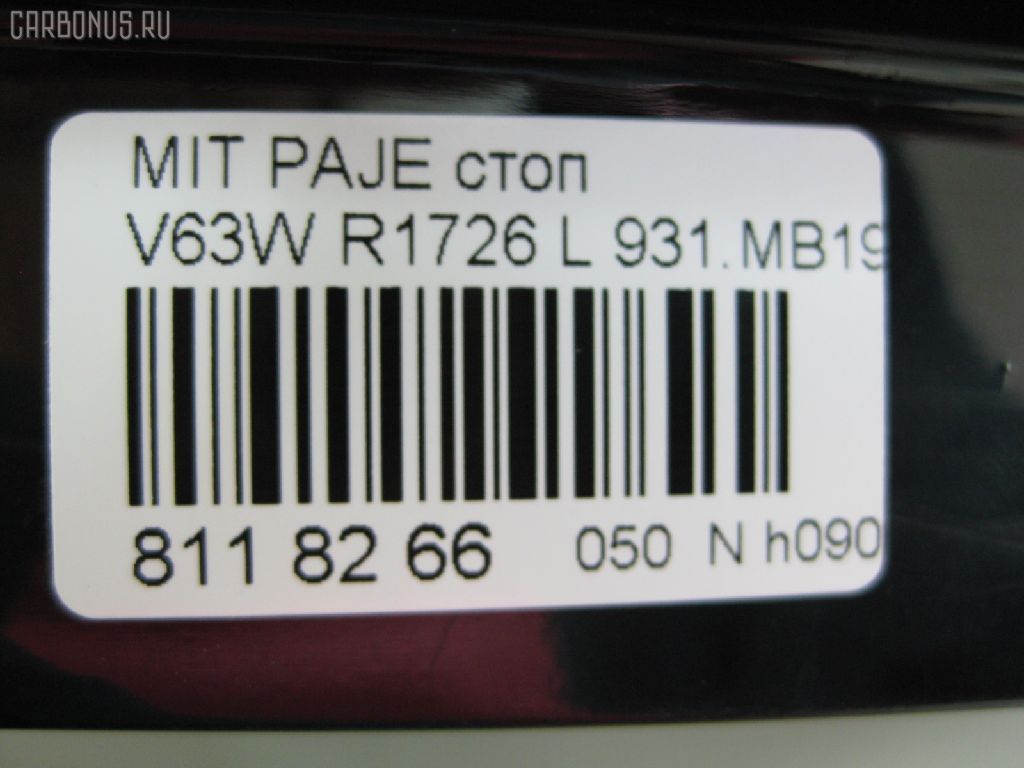 CARBONUS.RU
MIT PAJE стоп
V63W R1726 L 931.MB19
811 82 66 050 N h090